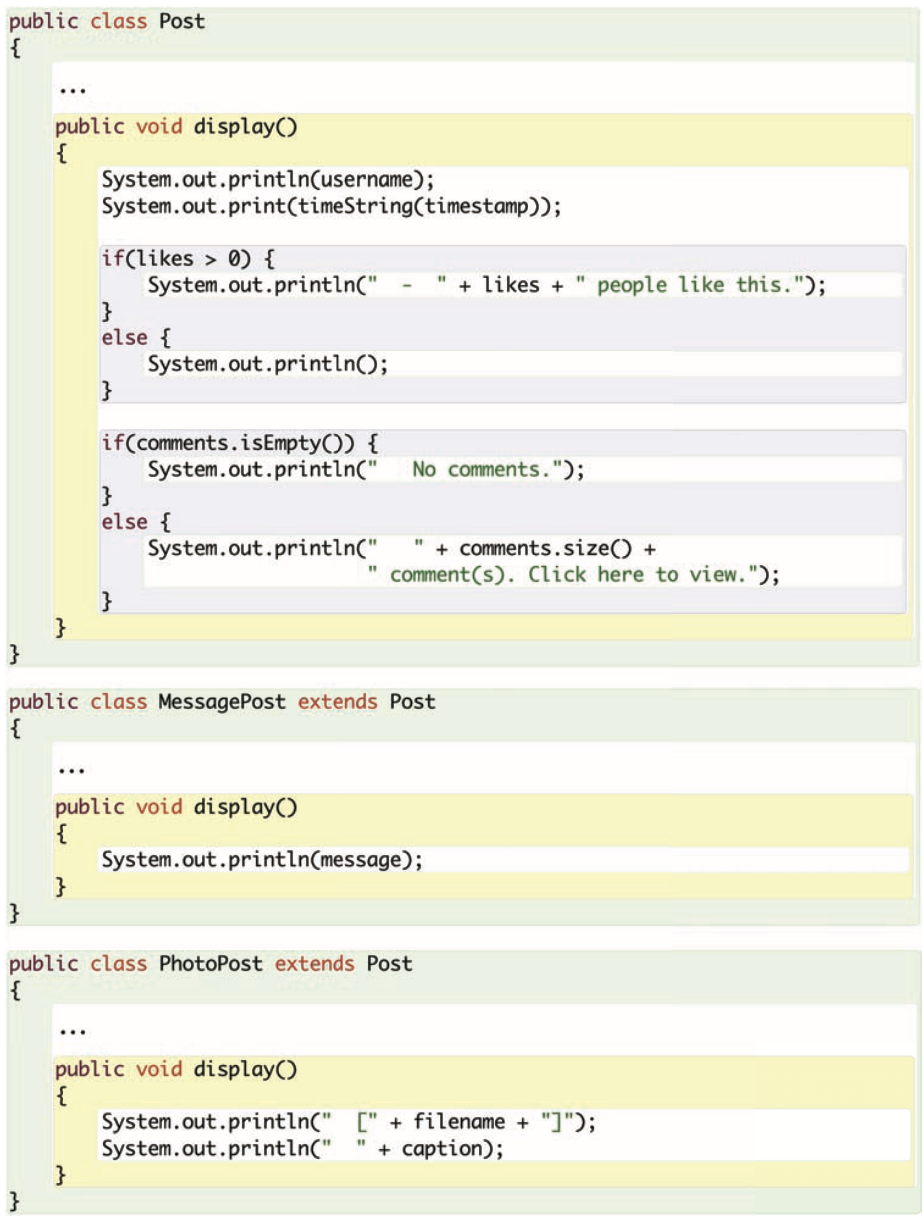 public class Post
{
    ...
    public void display()
    {
        System.out.println(username);
        System.out.print(timeString(timestamp));

        if(likes > 0) {
            System.out.println("  -  " + likes + " people like this.");
        }
        else {
            System.out.println();
        }

        if(comments.isEmpty()) {
            System.out.println("   No comments.");
        }
        else {
            System.out.println("   " + comments.size() +
                               " comment(s). Click here to view.");
        }
    }
}

public class MessagePost extends Post
{
    ...
    public void display()
    {
        System.out.println(message);
    }
}

public class PhotoPost extends Post
{
    ...
    public void display()
    {
        System.out.println("  [" + filename + "]");
        System.out.println("  " + caption);
    }
}